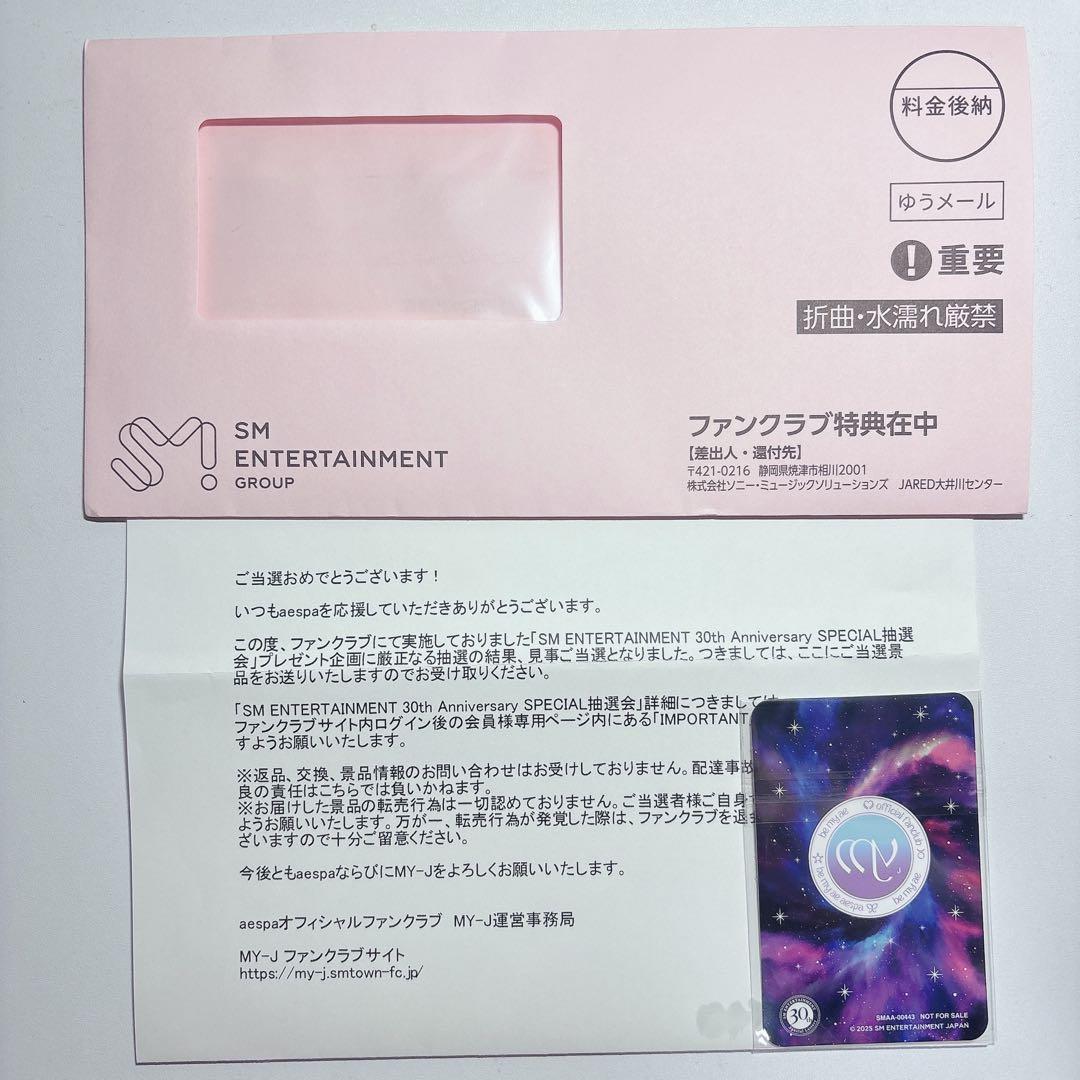 料金後納
ゆうメール
! 重要
折曲・水濡れ厳禁
SM
ENTERTAINMENT
GROUP
ファンクラブ特典在中
【差出人・還付先】
〒421-0216 静岡県焼津市相川2001
株式会社ソニー・ミュージックソリューションズ JARED大井川センター
ご当選おめでとうございます！
いつもaespaを応援していただきありがとうございます。
この度、ファンクラブにて実施しておりました「SM ENTERTAINMENT 30th Anniversary SPECIAL抽選
会」プレゼント企画に厳正なる抽選の結果、見事ご当選となりました。つきましては、ここにご当選景
品をお送りいたしますのでお受け取りください。
「SM ENTERTAINMENT 30th Anniversary SPECIAL抽選会」詳細につきましては
ファンクラブサイト内ログイン後の会員様専用ページ内にある「IMPORTANT
すようお願いいたします。
※返品、交換、景品情報のお問い合わせはお受けしておりません。配達事故
良の責任はこちらでは負いかねます。
※お届けした景品の転売行為は一切認めておりません。ご当選者様ご自身
ようお願いいたします。万が一、転売行為が発覚した際は、ファンクラブを退会
ざいますので十分ご留意ください。
今後ともaespaならびにMY-Jをよろしくお願いいたします。
aespaオフィシャルファンクラブ MY-J運営事務局
MY-J ファンクラブサイト
https://my-j.smtown-fc.jp/
be my ae ♡ official fanclub
be my ae
be my ae aespa
MY-J
30th
SMAA-00443 NOT FOR SALE
© 2025 SM ENTERTAINMENT JAPAN